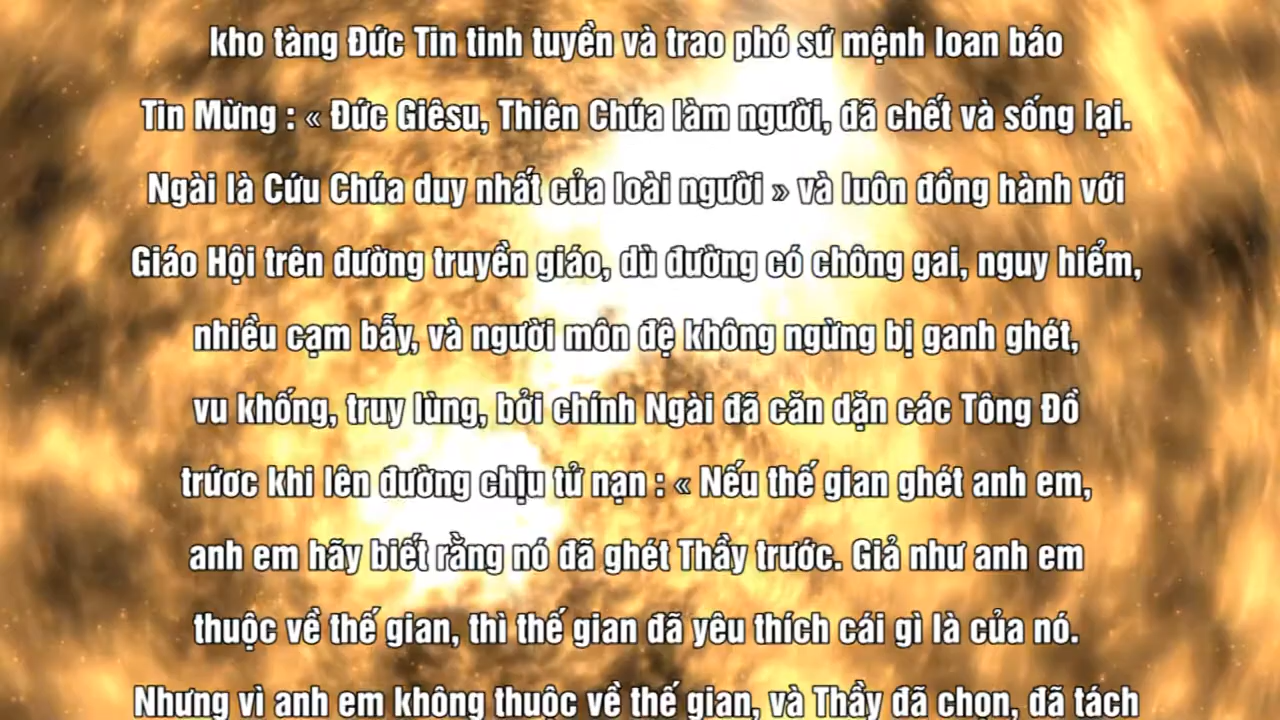 kho tàng Đức Tin tinh tuyền và trao phó sứ mệnh loan báo
Tin Mừng : « Đức Giêsu, Thiên Chúa làm người, đã chết và sống lại.
Ngài là Cứu Chúa duy nhất của loài người » và luôn đồng hành với
Giáo Hội trên đường truyền giáo, dù đường có chông gai, nguy hiểm,
nhiều cạm bẫy, và người môn đệ không ngừng bị ganh ghét,
vu khống, truy lùng, bởi chính Ngài đã căn dặn các Tông Đồ
trứơc khi lên đường chịu tử nạn : « Nếu thế gian ghét anh em,
anh em hãy biết rằng nó đã ghét Thầy trước. Giả như anh em
thuộc về thế gian, thì thế gian đã yêu thích cái gì là của nó.
Nhưng vì anh em không thuộc về thế gian, và Thầy đã chọn, đã tách